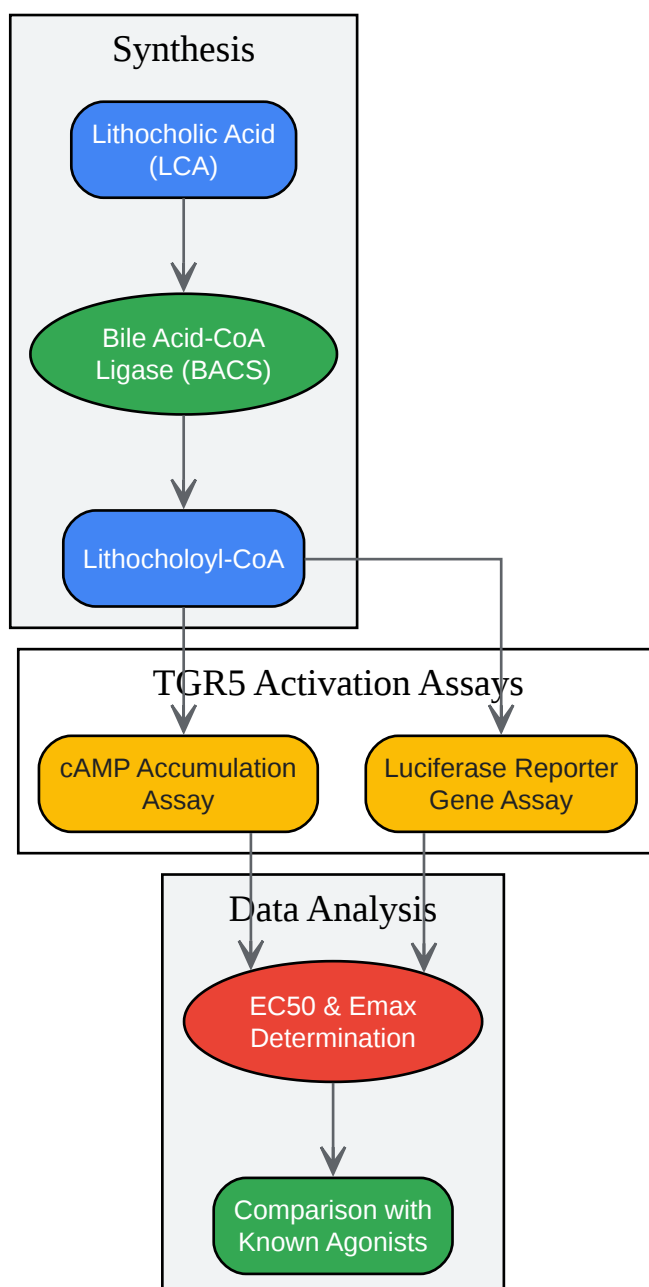 Synthesis
Lithocholic Acid
(LCA)
Bile Acid-CoA
Ligase (BACS)
Lithocholoyl-CoA
TGR5 Activation Assays
cAMP Accumulation
Assay
Luciferase Reporter
Gene Assay
Data Analysis
EC50 & Emax
Determination
Comparison with
Known Agonists